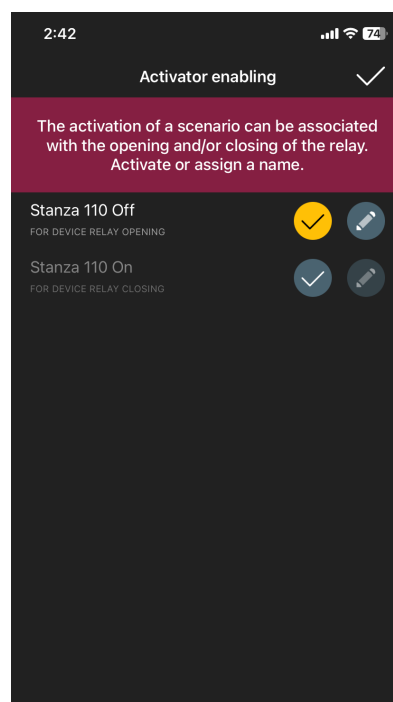 2:42
74
Activator enabling
The activation of a scenario can be associated
with the opening and/or closing of the relay.
Activate or assign a name.
Stanza 110 Off
FOR DEVICE RELAY OPENING
Stanza 110 On
FOR DEVICE RELAY CLOSING